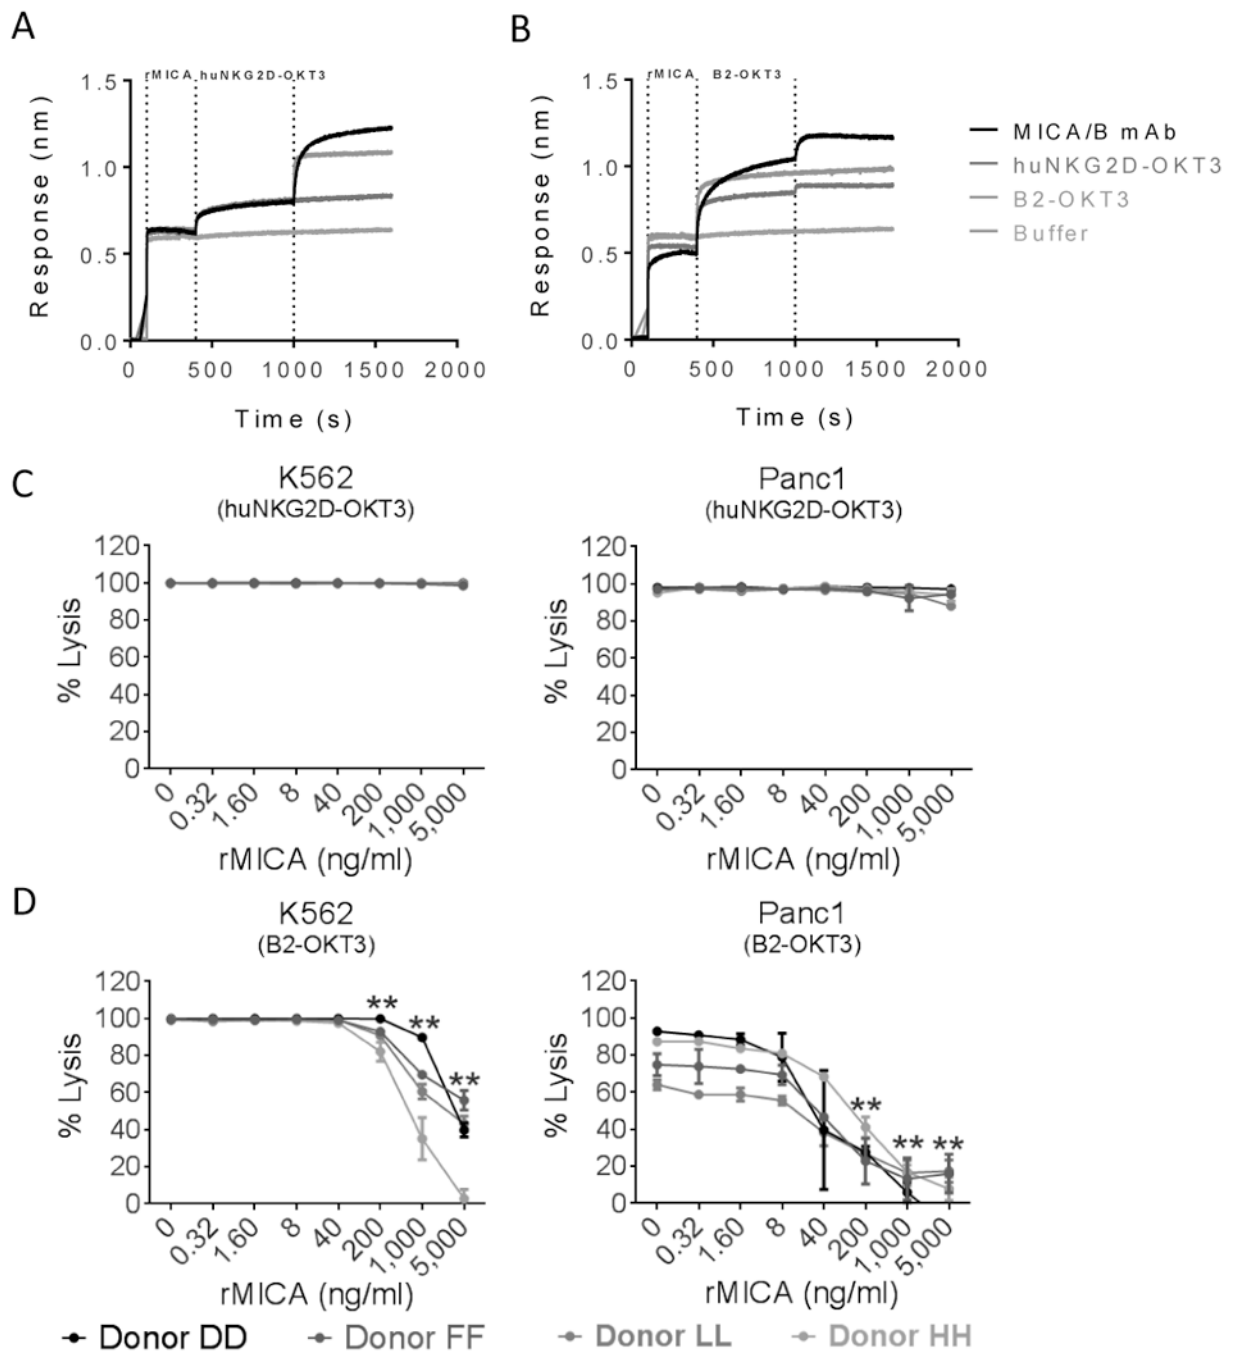 A
B
rMICA huNKG2D-OKT3
rMICA B2-OKT3
1.5
1.0
0.5
0.0
Response (nm)
0 500 1000 1500 2000
Time (s)
1.5
1.0
0.5
0.0
Response (nm)
0 500 1000 1500 2000
Time (s)
MICA/B mAb
huNKG2D-OKT3
B2-OKT3
Buffer
C
K562
(huNKG2D-OKT3)
120
100
80
60
40
20
0
% Lysis
0 0.32 1.60 8 40 200 1,000 5,000
rMICA (ng/ml)
Panc1
(huNKG2D-OKT3)
120
100
80
60
40
20
0
% Lysis
0 0.32 1.60 8 40 200 1,000 5,000
rMICA (ng/ml)
D
K562
(B2-OKT3)
120
100
80
60
40
20
0
% Lysis
** ** **
0 0.32 1.60 8 40 200 1,000 5,000
rMICA (ng/ml)
Panc1
(B2-OKT3)
120
100
80
60
40
20
0
% Lysis
** ** **
0 0.32 1.60 8 40 200 1,000 5,000
rMICA (ng/ml)
Donor DD Donor FF Donor LL Donor HH